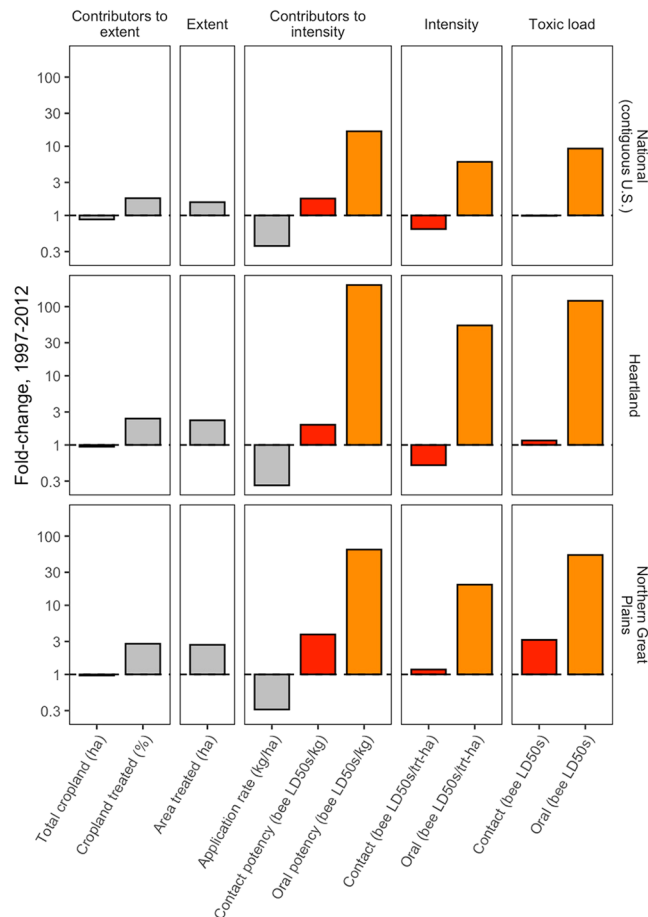 Contributors to
extent
Extent
Contributors to
intensity
Intensity
Toxic load
Fold-change, 1997-2012
100
30
10
3
1
0.3
National
(contiguous U.S.)
100
30
10
3
1
0.3
Heartland
100
30
10
3
1
0.3
Northern Great
Plains
Total cropland (ha)
Cropland treated (%)
Area treated (ha)
Application rate (kg/ha)
Contact potency (bee LD50s/kg)
Oral potency (bee LD50s/kg)
Contact (bee LD50s/trt-ha)
Oral (bee LD50s/trt-ha)
Contact (bee LD50s)
Oral (bee LD50s)